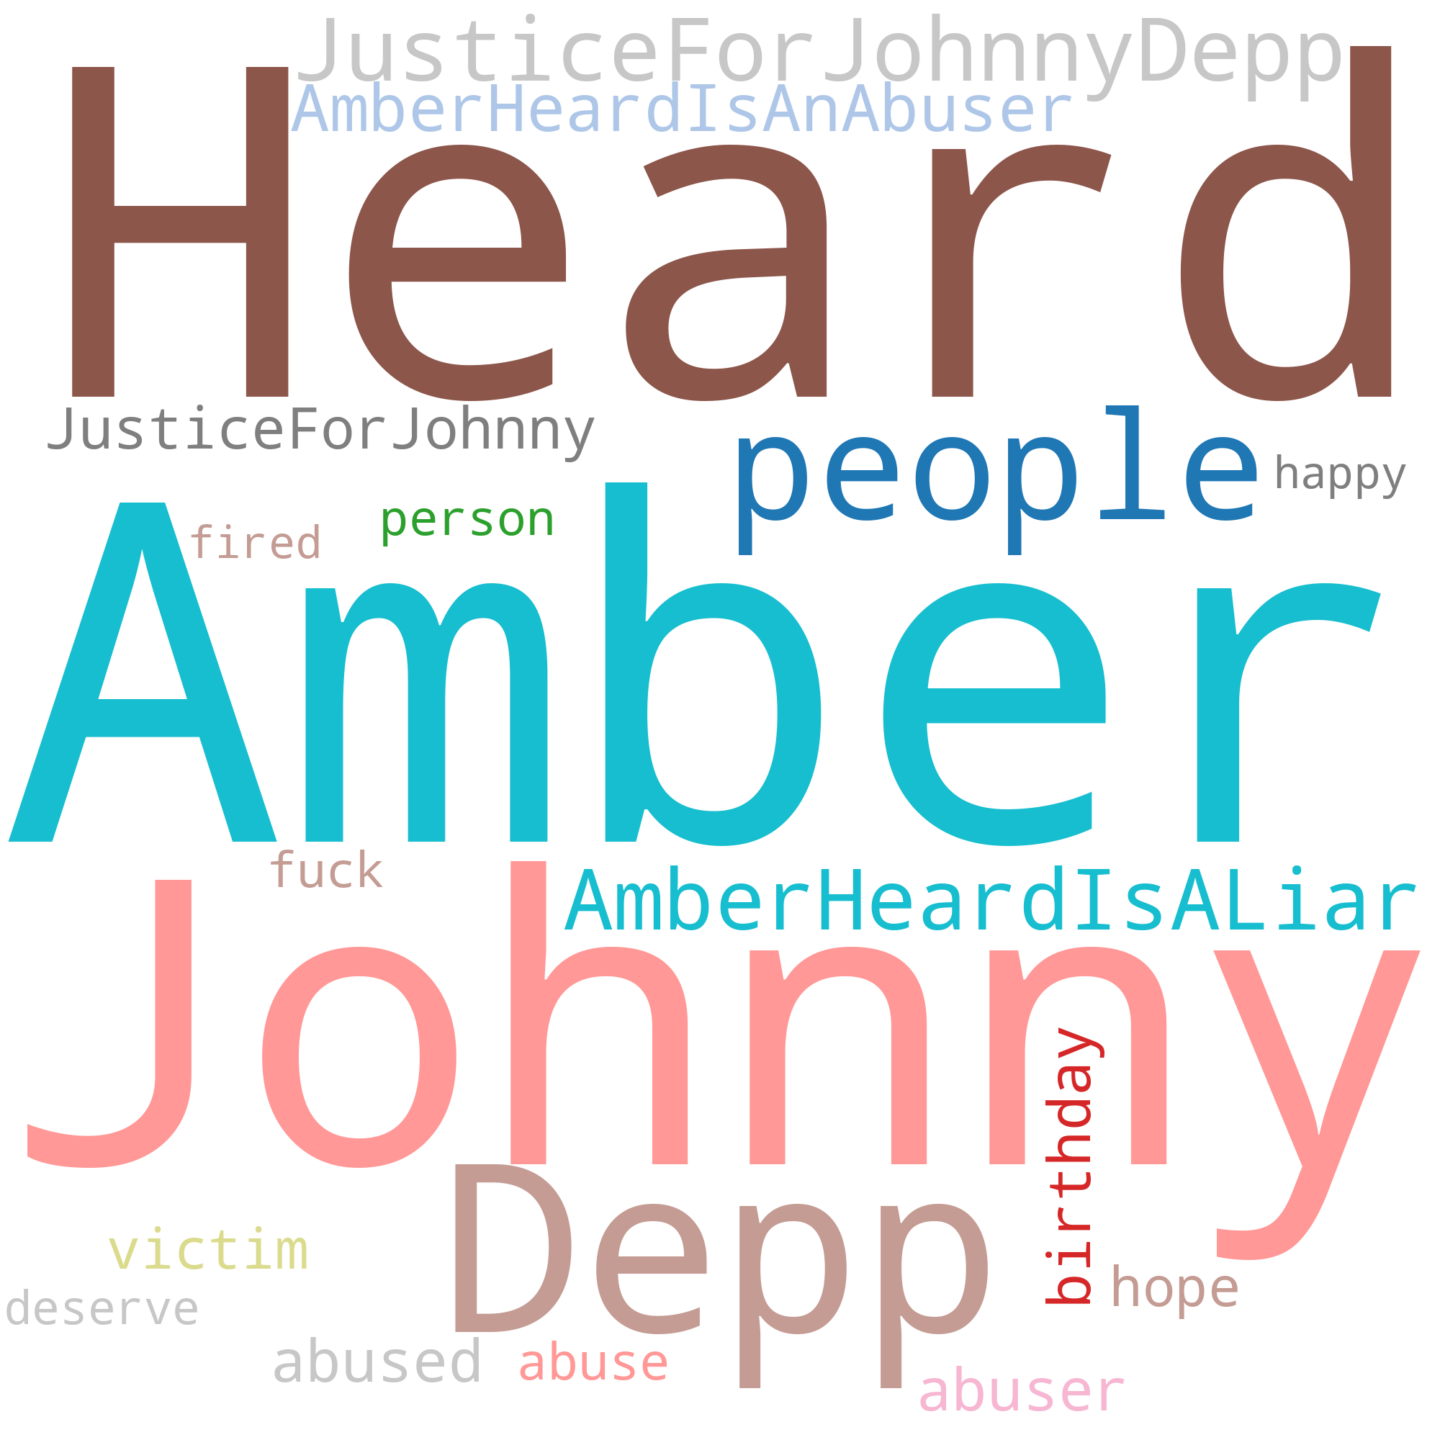 JusticeForJohnnyDepp
AmberHeardIsAnAbuser
Heard
JusticeForJohnny
people
happy
person
fired
Amber
fuck
AmberHeardIsALiar
Johnny
birthday
Depp
victim
hope
deserve
abused
abuse
abuser